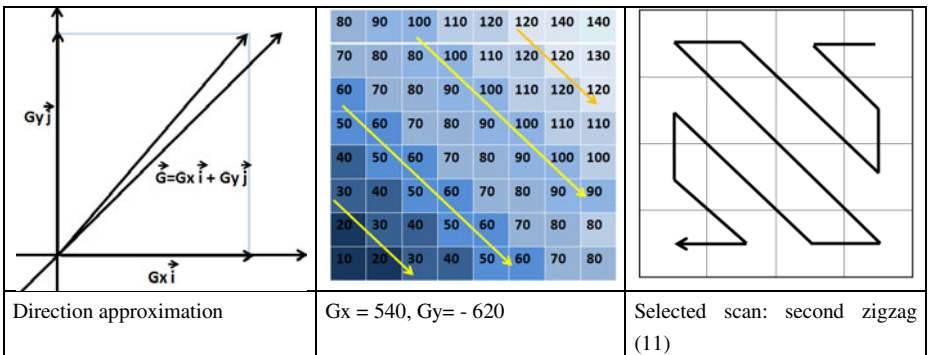 Gy j
G=Gx i + Gy j
Gx i
80 90 100 110 120 120 140 140
70 80 80 100 110 120 120 130
60 70 80 90 100 110 120 120
50 60 70 80 90 100 110 110
40 50 60 70 80 90 100 100
30 40 50 60 70 80 90 90
20 30 40 50 60 70 80 80
10 20 30 40 50 60 70 80
Direction approximation
Gx = 540, Gy= - 620
Selected scan: second zigzag
(11)